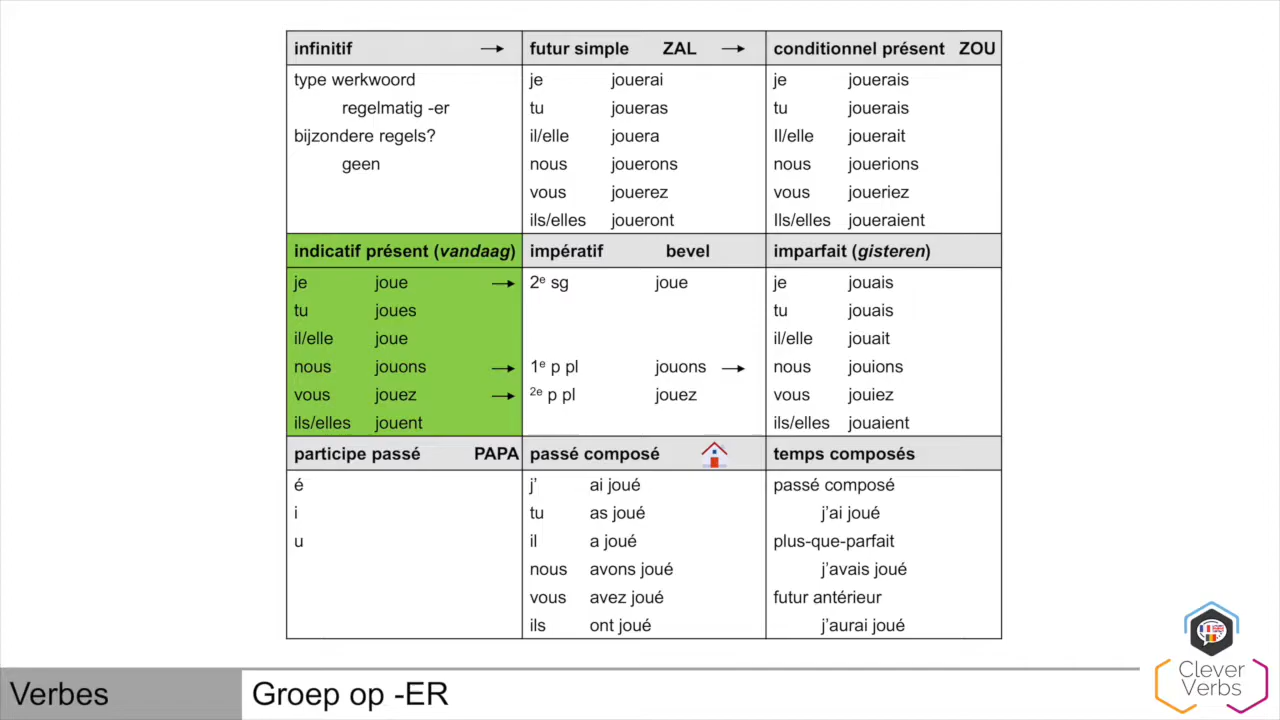 infinitif →
type werkwoord
regelmatig -er
bijzondere regels?
geen
futur simple ZAL →
je jouerai
tu joueras
il/elle jouera
nous jouerons
vous jouerez
ils/elles joueront
conditionnel présent ZOU
je jouerais
tu jouerais
Il/elle jouerait
nous jouerions
vous joueriez
Ils/elles joueraient
indicatif présent (vandaag)
je joue →
tu joues
il/elle joue
nous jouons →
vous jouez →
ils/elles jouent
impératif bevel
2e sg joue
1e p pl jouons →
2e p pl jouez
imparfait (gisteren)
je jouais
tu jouais
il/elle jouait
nous jouions
vous jouiez
ils/elles jouaient
participe passé PAPA
é
i
u
passé composé
j’ ai joué
tu as joué
il a joué
nous avons joué
vous avez joué
ils ont joué
temps composés
passé composé
j’ai joué
plus-que-parfait
j’avais joué
futur antérieur
j’aurai joué
Verbes
Groep op -ER
Clever
Verbs